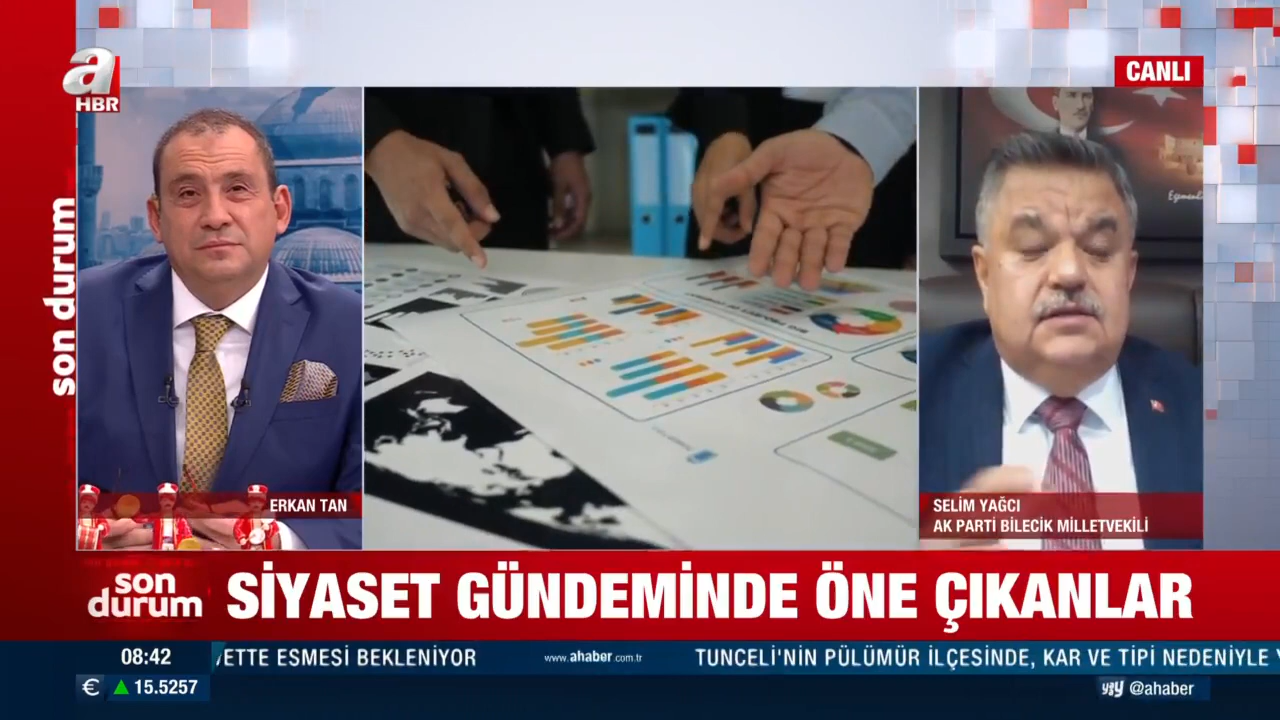 a
HBR
CANLI
son durum
Egemenlik
ERKAN TAN
SELİM YAĞCI
AK PARTİ BİLECİK MİLLETVEKİLİ
son
durum
SİYASET GÜNDEMİNDE ÖNE ÇIKANLAR
08:42
VETTE ESMESİ BEKLENİYOR
www.ahaber.com.tr
TUNCELİ'NİN PÜLÜMÜR İLÇESİNDE, KAR VE TİPİ NEDENİYLE Y
€ ▲ 15.5257
@ahaber